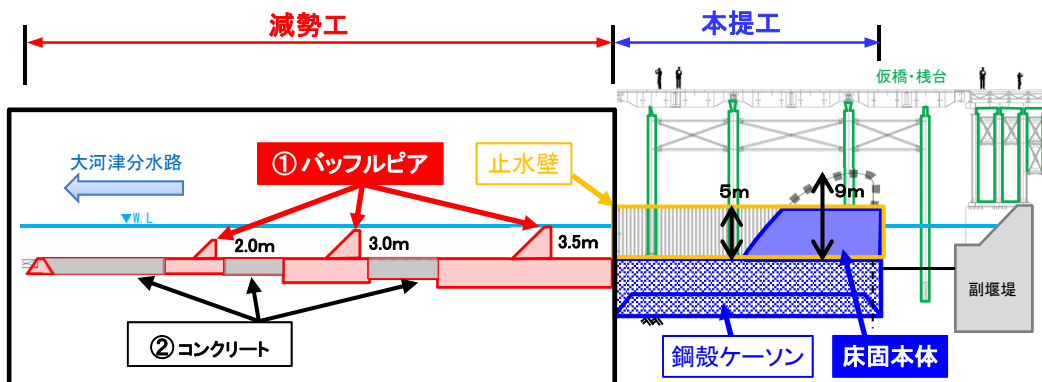 減勢工
本提工
仮橋・桟台
大河津分水路
① バッフルピア
止水壁
5m
9m
▼W.L
2.0m
3.0m
3.5m
② コンクリート
鋼殻ケーソン
床固本体
副堰堤